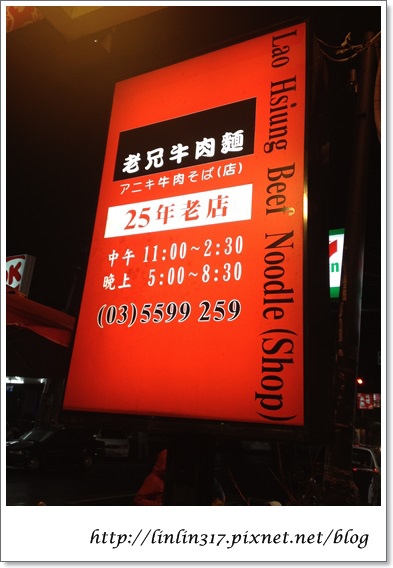 老兄牛肉麵
アニキ牛肉そば(店)
25年老店
中午 11:00~2:30
晚上 5:00~8:30
(03)5599 259
Lao Hsiung Beef Noodle (Shop)
OK
http://linlin317.pixnet.net/blog